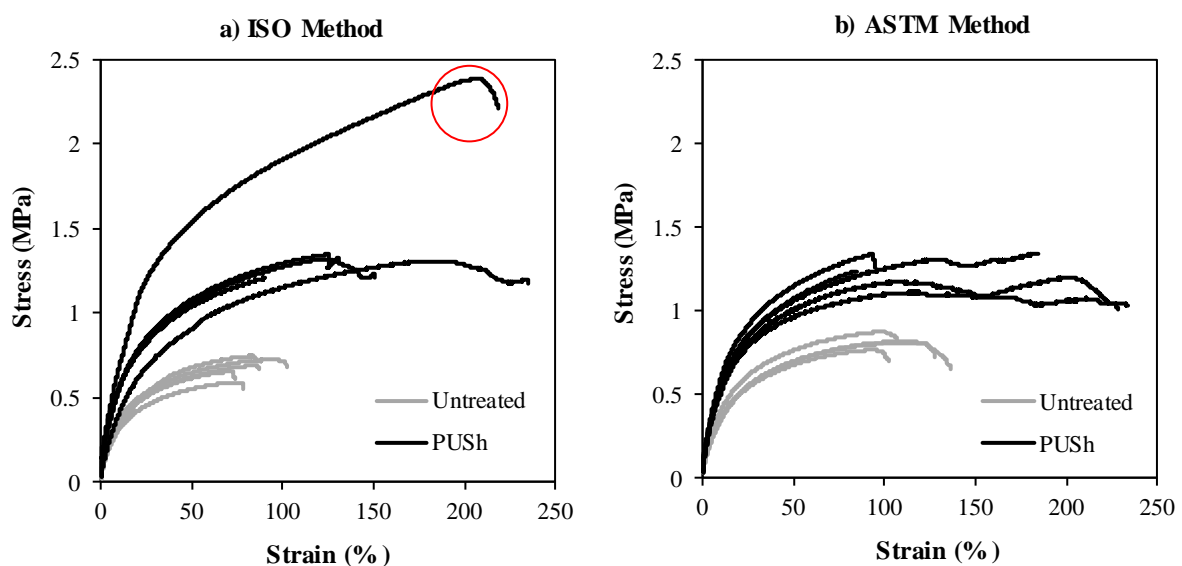 a) ISO Method
2.5
2
1.5
1
0.5
0
0
50
100
150
200
250
Stress (MPa)
Strain (%)
Untreated
PUSh
b) ASTM Method
2.5
2
1.5
1
0.5
0
0
50
100
150
200
250
Stress (MPa)
Strain (%)
Untreated
PUSh